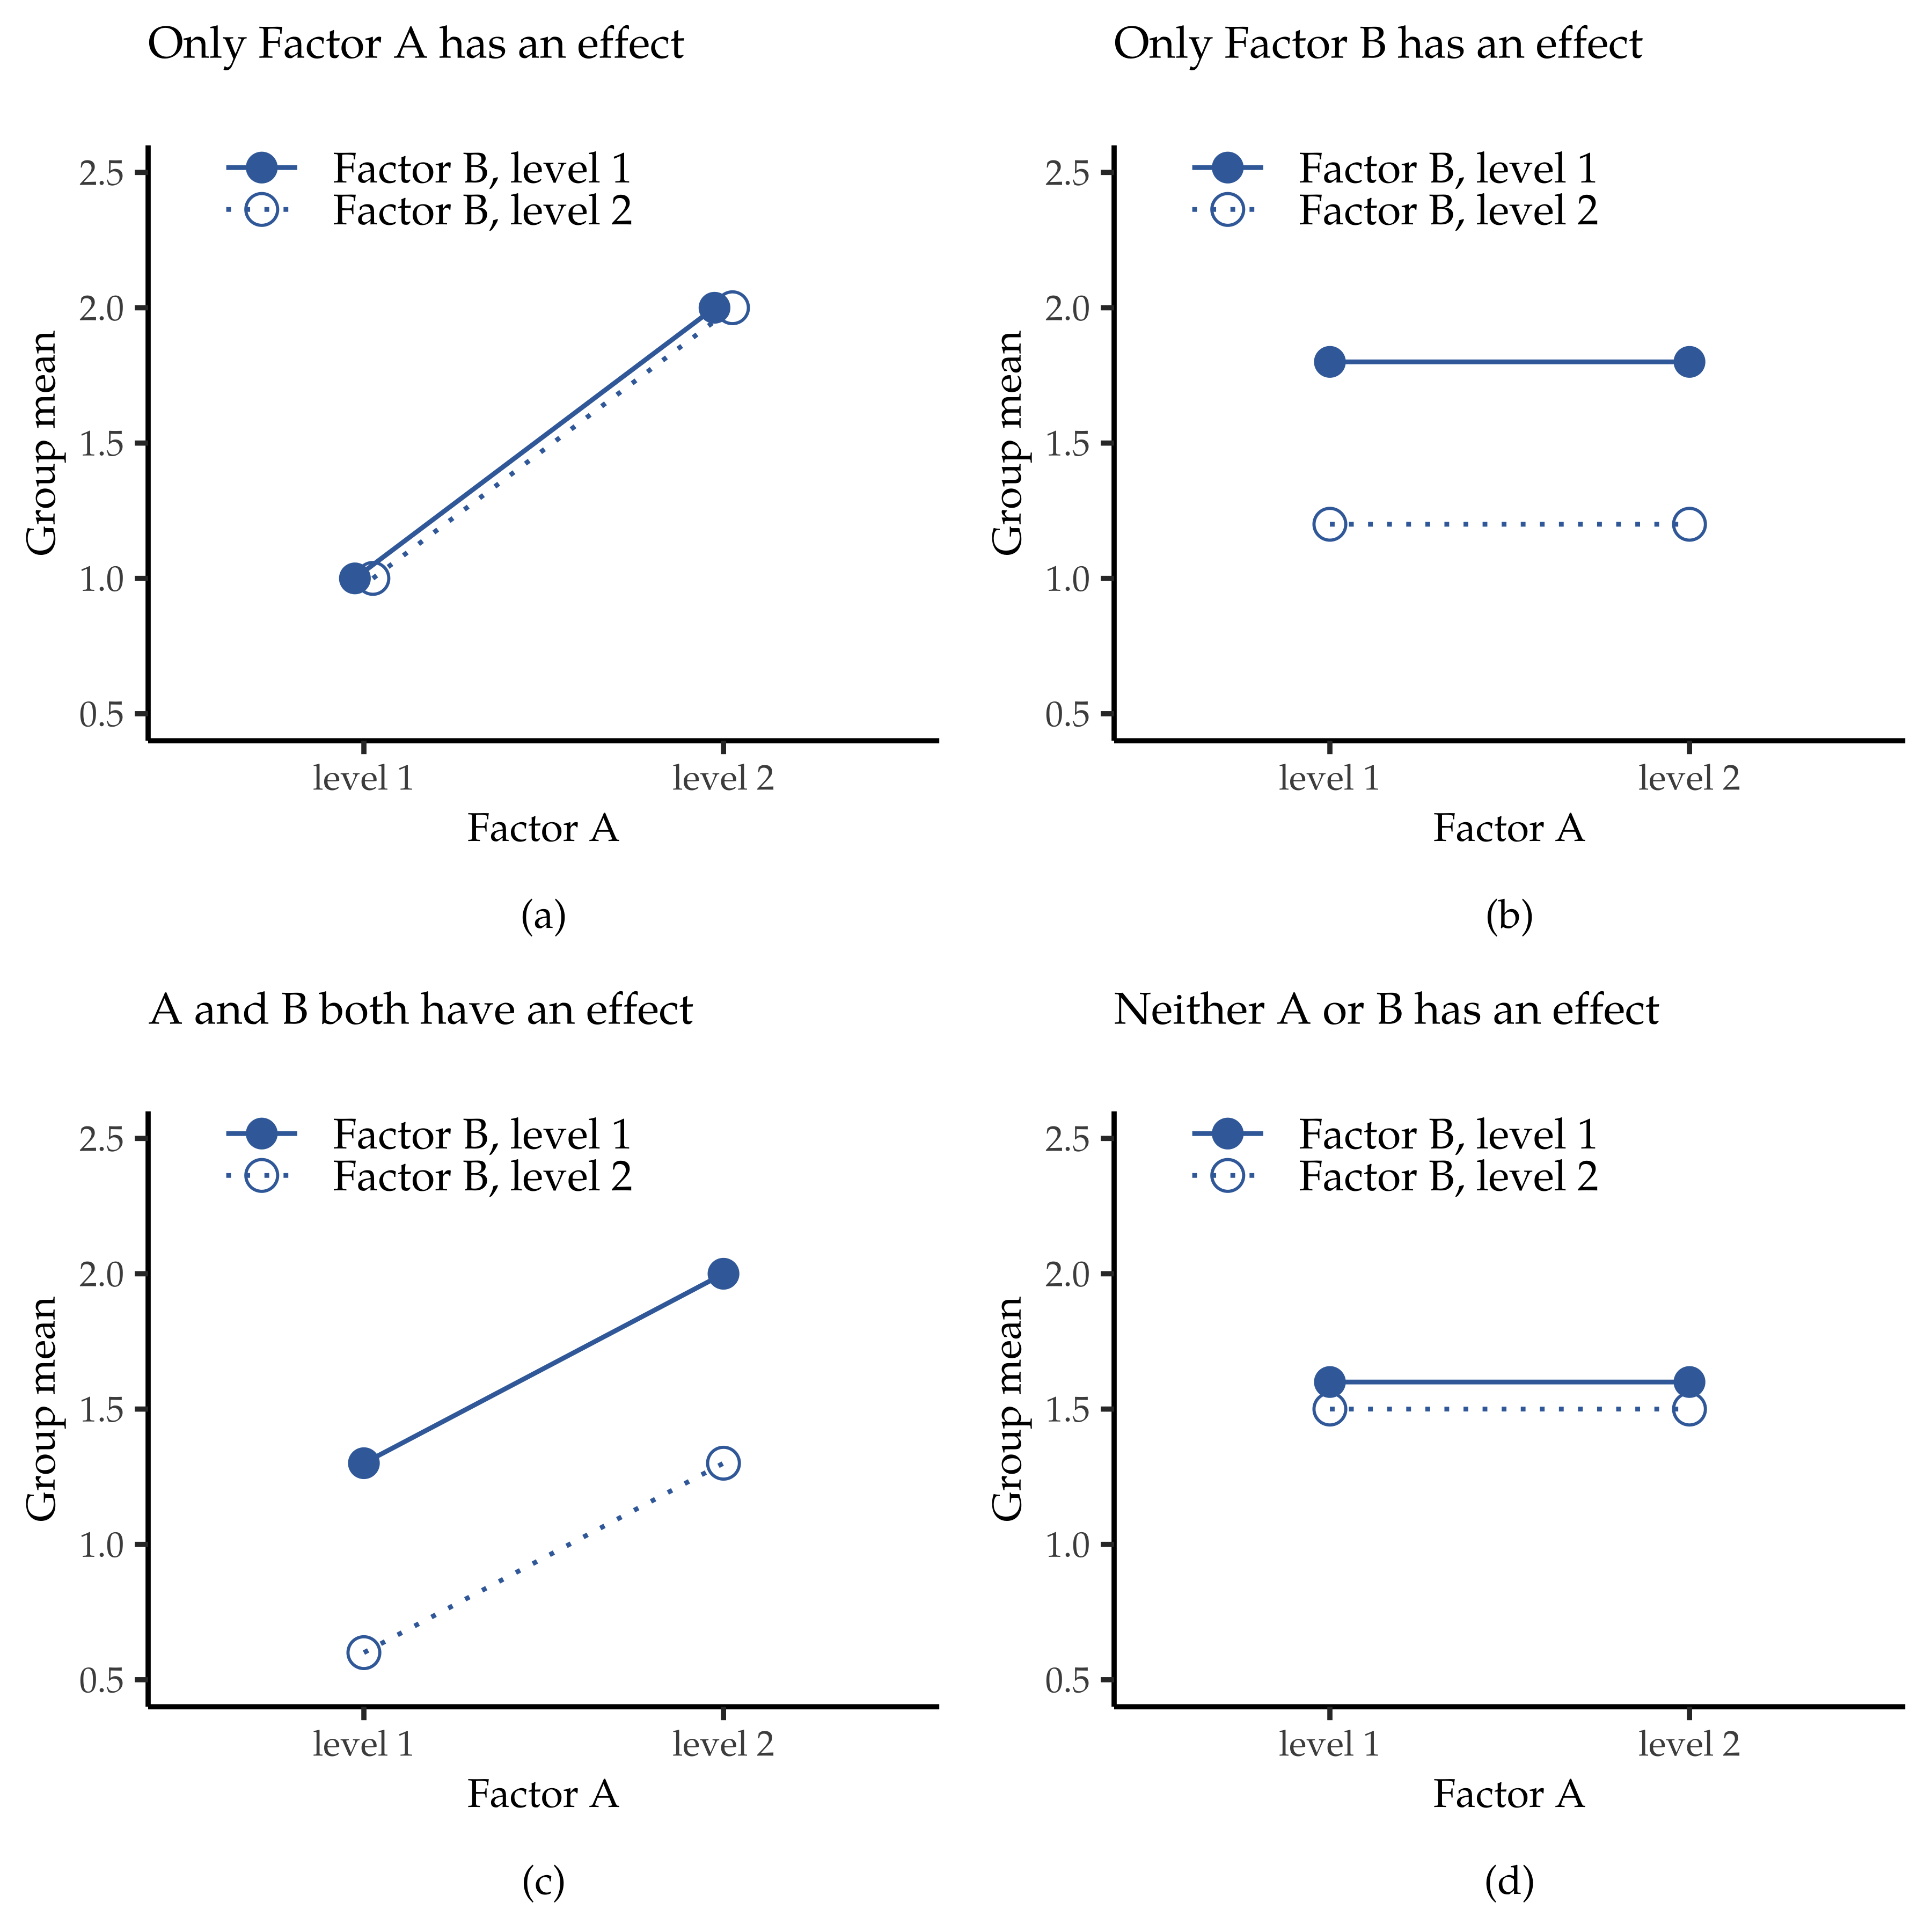 Only Factor A has an effect
Factor B, level 1
Factor B, level 2
2.5
2.0
1.5
1.0
0.5
Group mean
level 1 level 2
Factor A
(a)
Only Factor B has an effect
Factor B, level 1
Factor B, level 2
2.5
2.0
1.5
1.0
0.5
Group mean
level 1 level 2
Factor A
(b)
A and B both have an effect
Factor B, level 1
Factor B, level 2
2.5
2.0
1.5
1.0
0.5
Group mean
level 1 level 2
Factor A
(c)
Neither A or B has an effect
Factor B, level 1
Factor B, level 2
2.5
2.0
1.5
1.0
0.5
Group mean
level 1 level 2
Factor A
(d)